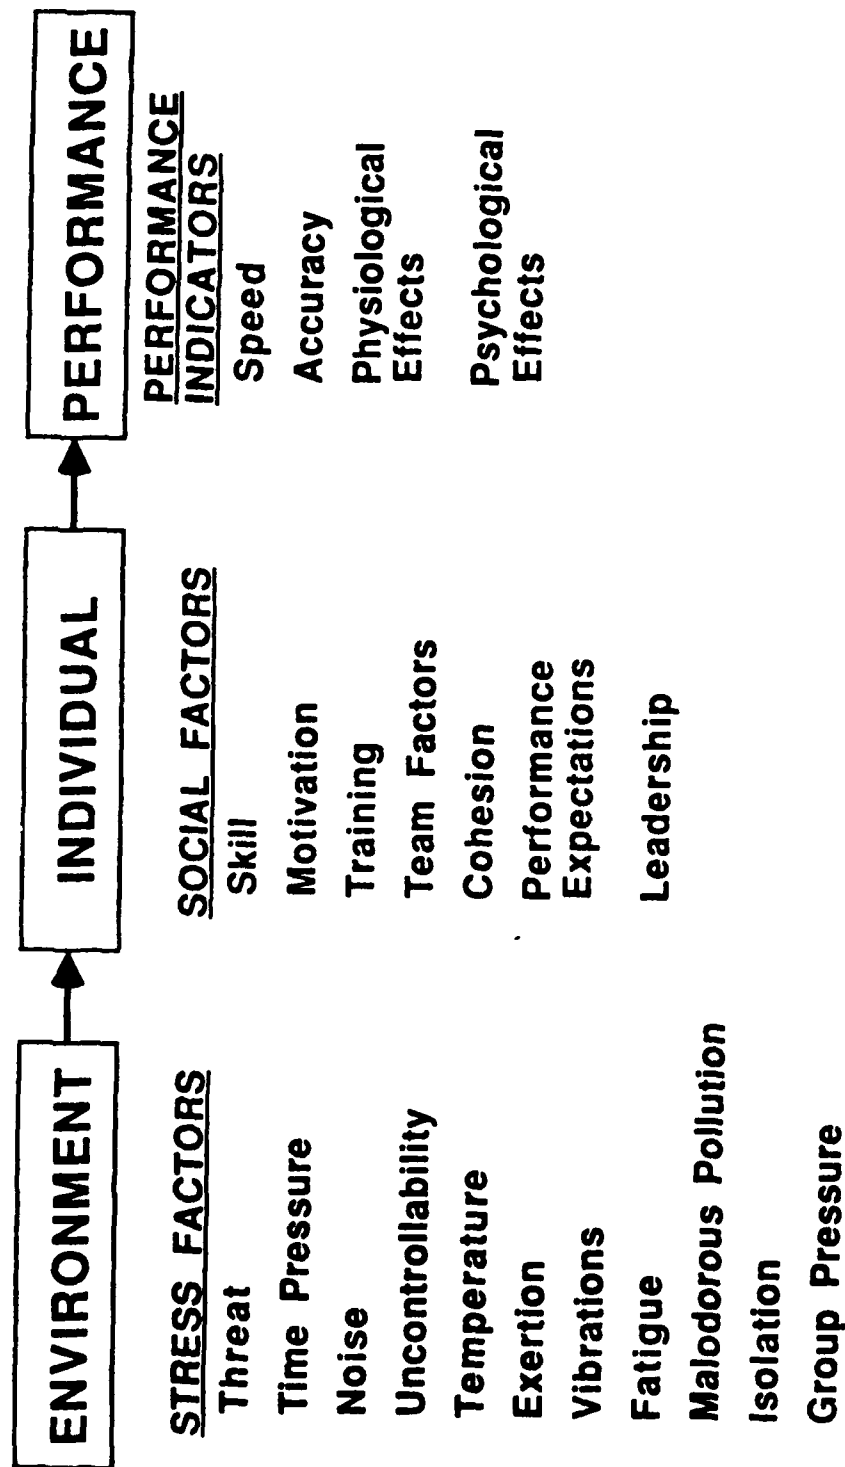 ENVIRONMENT
STRESS FACTORS
Threat
Time Pressure
Noise
Uncontrollability
Temperature
Exertion
Vibrations
Fatigue
Malodorous Pollution
Isolation
Group Pressure
INDIVIDUAL
SOCIAL FACTORS
Skill
Motivation
Training
Team Factors
Cohesion
Performance
Expectations
Leadership
PERFORMANCE
PERFORMANCE
INDICATORS
Speed
Accuracy
Physiological
Effects
Psychological
Effects